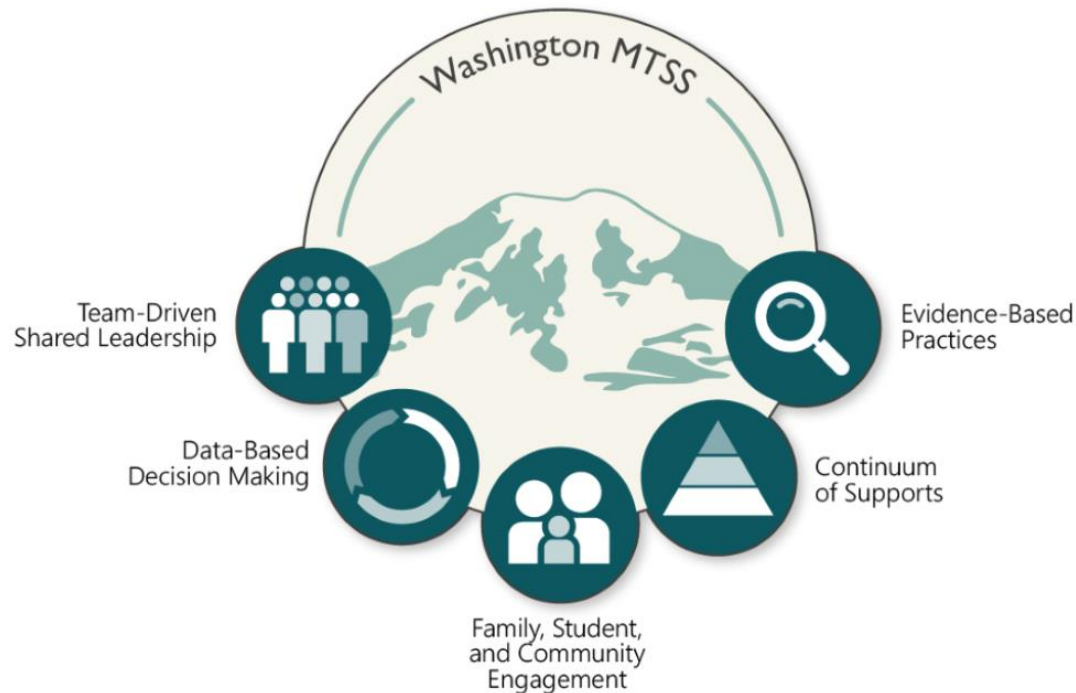 Washington MTSS
Team-Driven
Shared Leadership
Evidence-Based
Practices
Data-Based
Decision Making
Continuum
of Supports
Family, Student,
and Community
Engagement